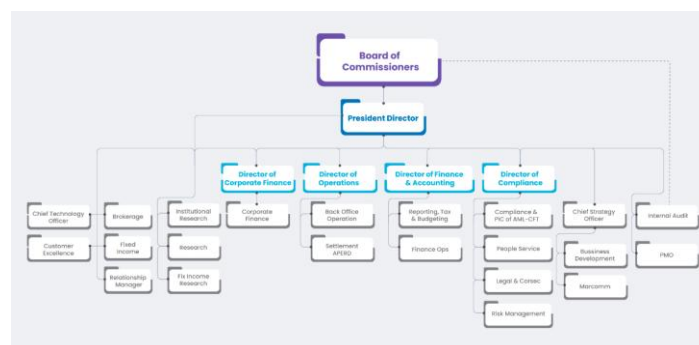 Board of
Commissioners
President Director
Director of
Corporate Finance
Director of
Operations
Director of Finance
& Accounting
Director of
Compliance
Chief Technology
Officer
Brokerage
Institutional
Research
Corporate
Finance
Back Office
Operation
Reporting, Tax
& Budgeting
Compliance &
PIC of AML-CFT
Chief Strategy
Officer
Internal Audit
Customer
Excellence
Fixed
Income
Research
Settlement
APERD
Finance Ops
People Service
Bussiness
Development
PMO
Relationship
Manager
Fix Income
Research
Legal & Corsec
Marcomm
Risk Management